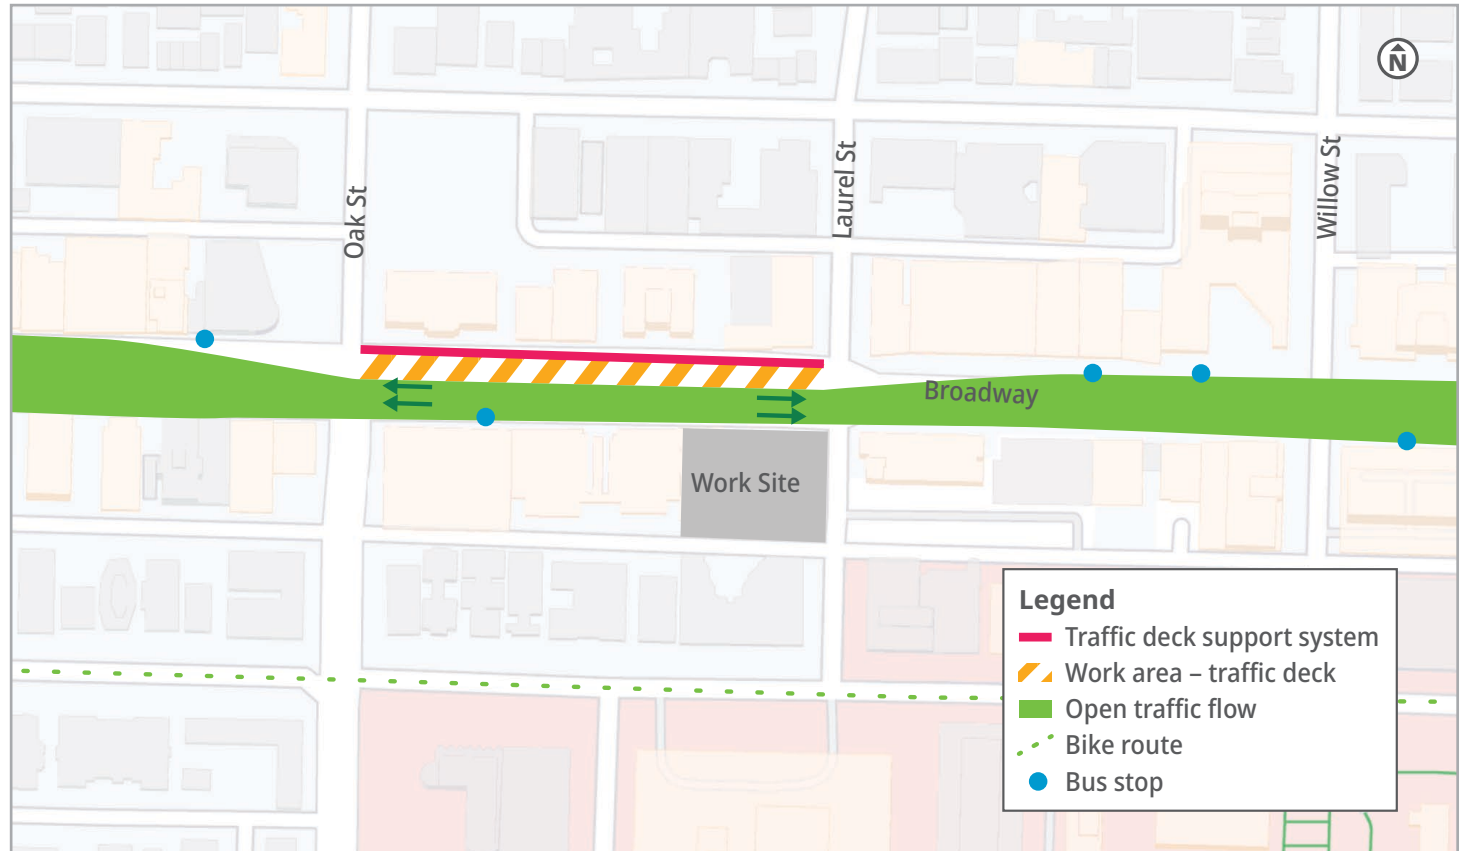 N
Oak St
Laurel St
Willow St
Broadway
Work Site
Legend
Traffic deck support system
Work area – traffic deck
Open traffic flow
Bike route
Bus stop